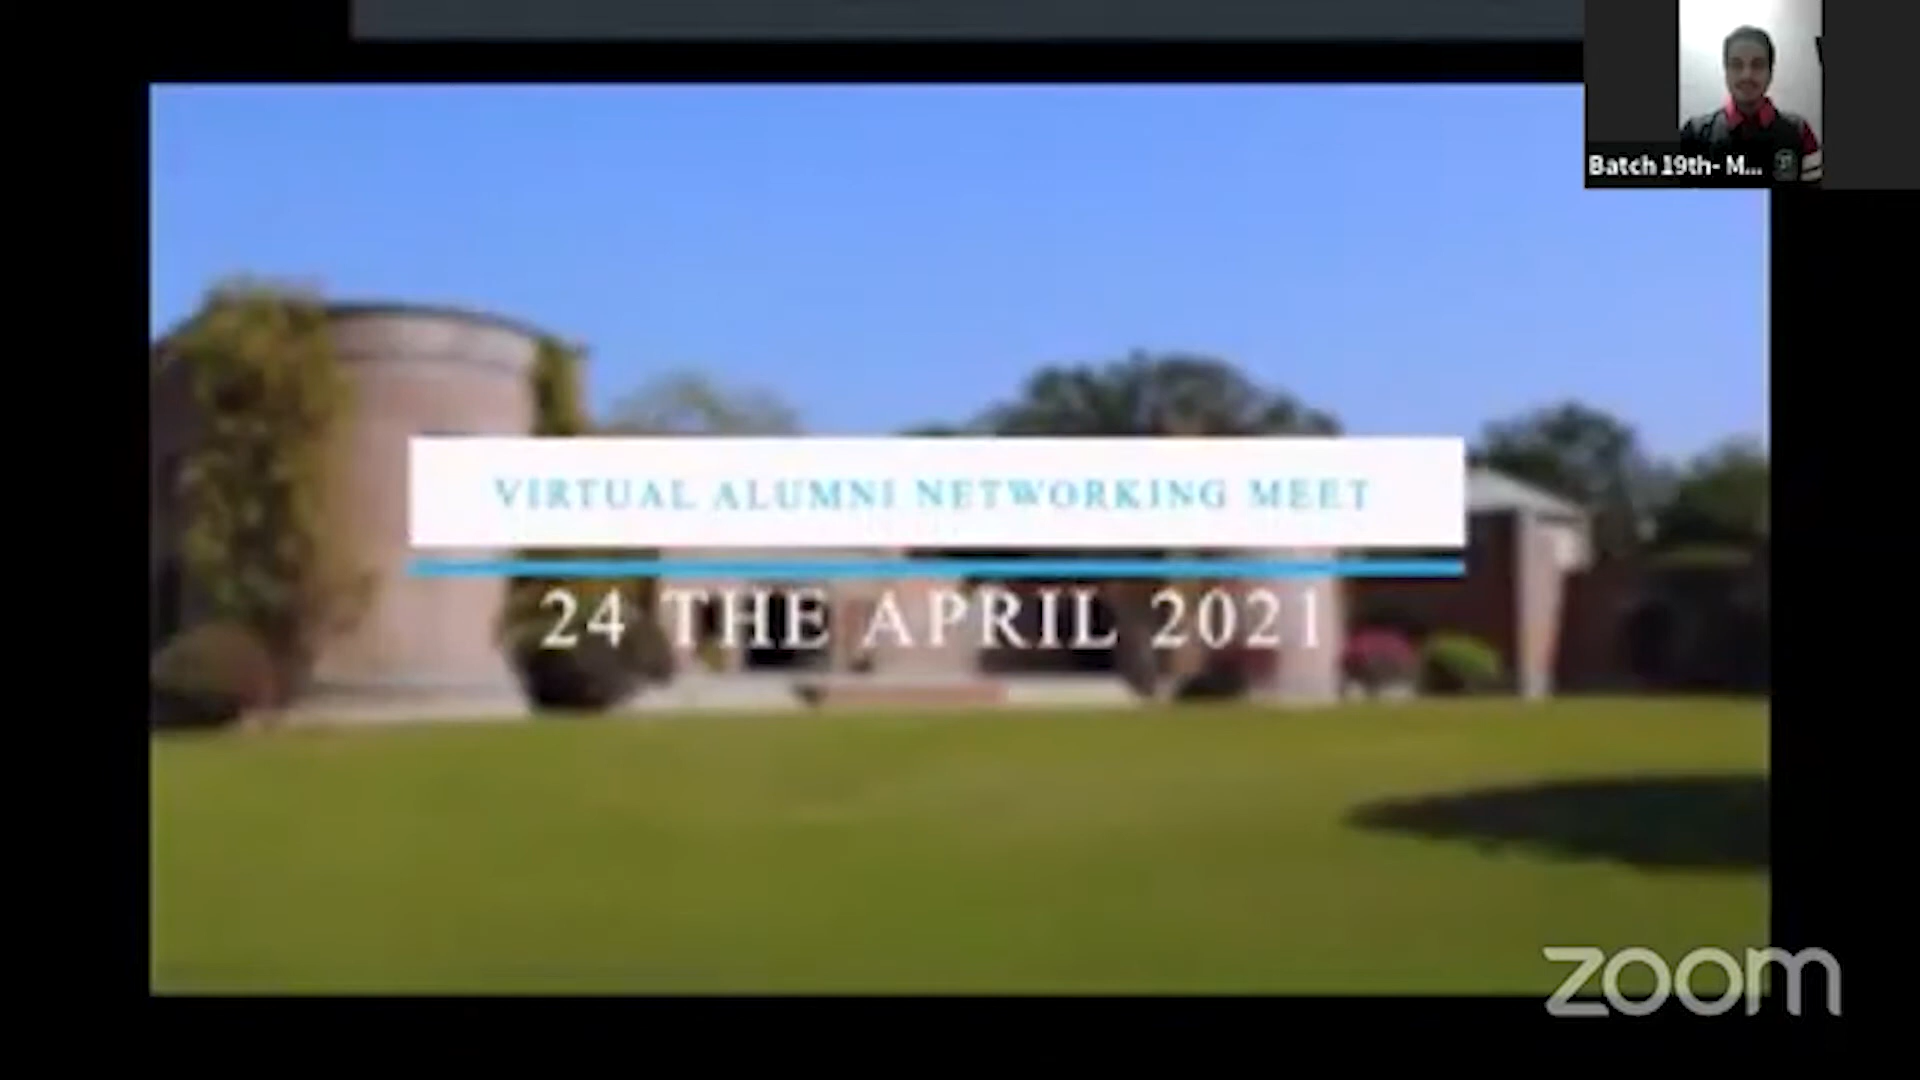 Batch 19th- M...
VIRTUAL ALUMNI NETWORKING MEET
24 THE APRIL 2021
zoom